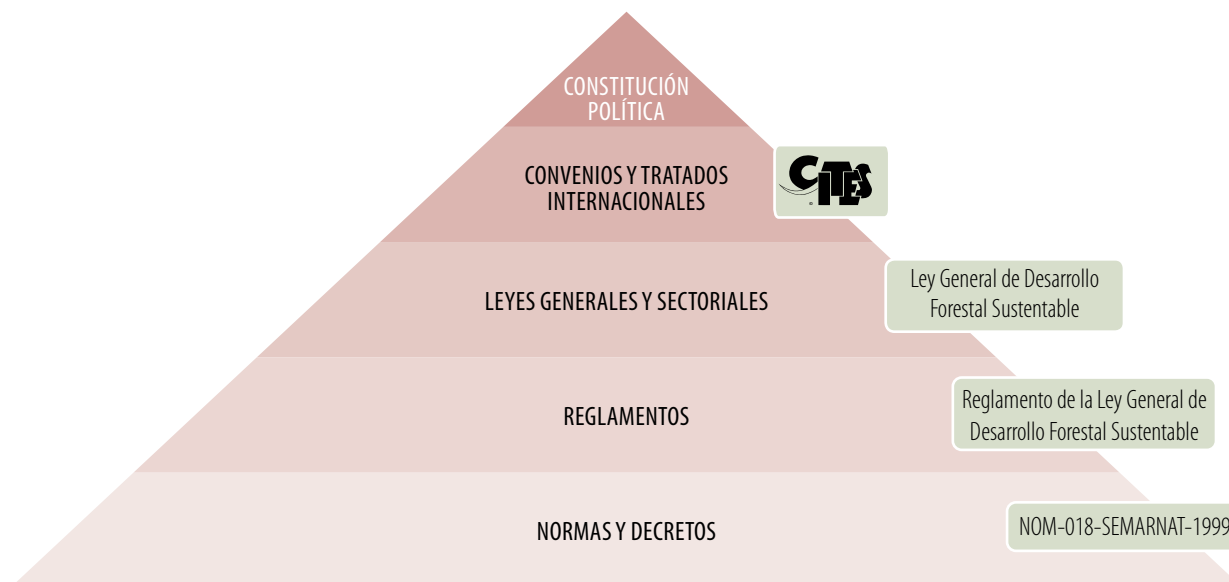 CONSTITUCIÓN
POLÍTICA
CONVENIOS Y TRATADOS
INTERNACIONALES
CITES
®
LEYES GENERALES Y SECTORIALES
Ley General de Desarrollo
Forestal Sustentable
REGLAMENTOS
Reglamento de la Ley General de
Desarrollo Forestal Sustentable
NORMAS Y DECRETOS
NOM-018-SEMARNAT-1999